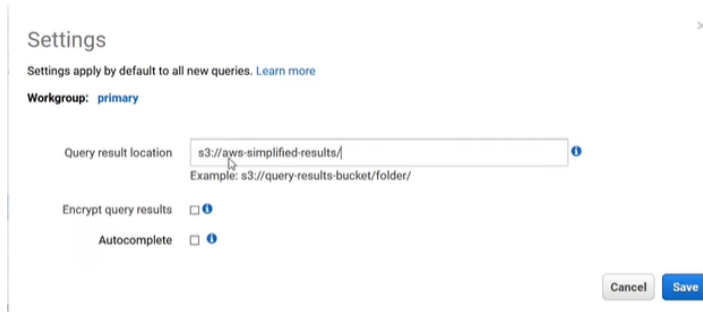 Settings
Settings apply by default to all new queries. Learn more
Workgroup: primary
Query result location s3://aws-simplified-results/
Example: s3://query-results-bucket/folder/
Encrypt query results
Autocomplete
Cancel Save